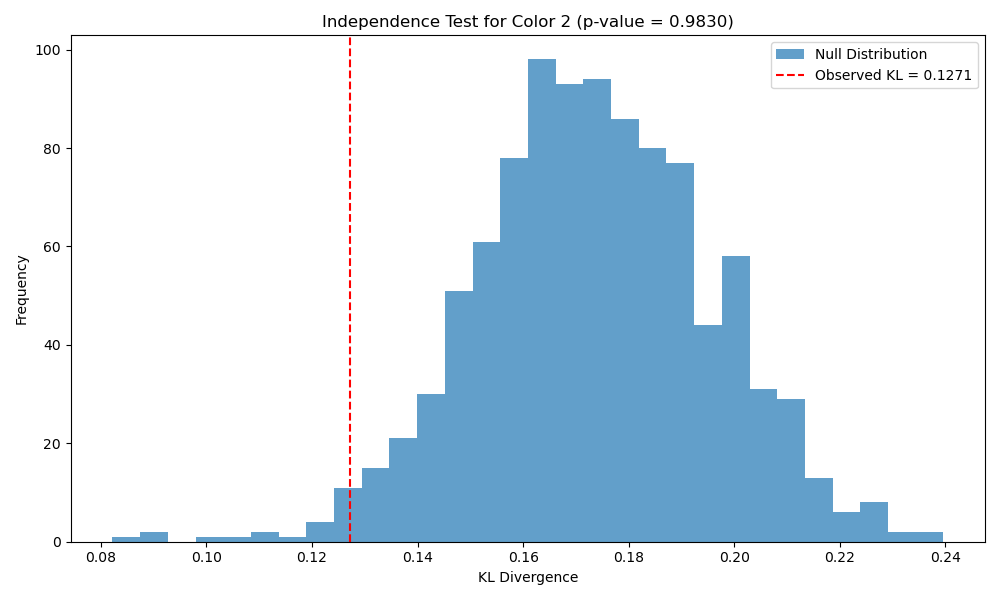 Independence Test for Color 2 (p-value = 0.9830)
Null Distribution
Observed KL = 0.1271
Frequency
100
80
60
40
20
0
0.08 0.10 0.12 0.14 0.16 0.18 0.20 0.22 0.24
KL Divergence